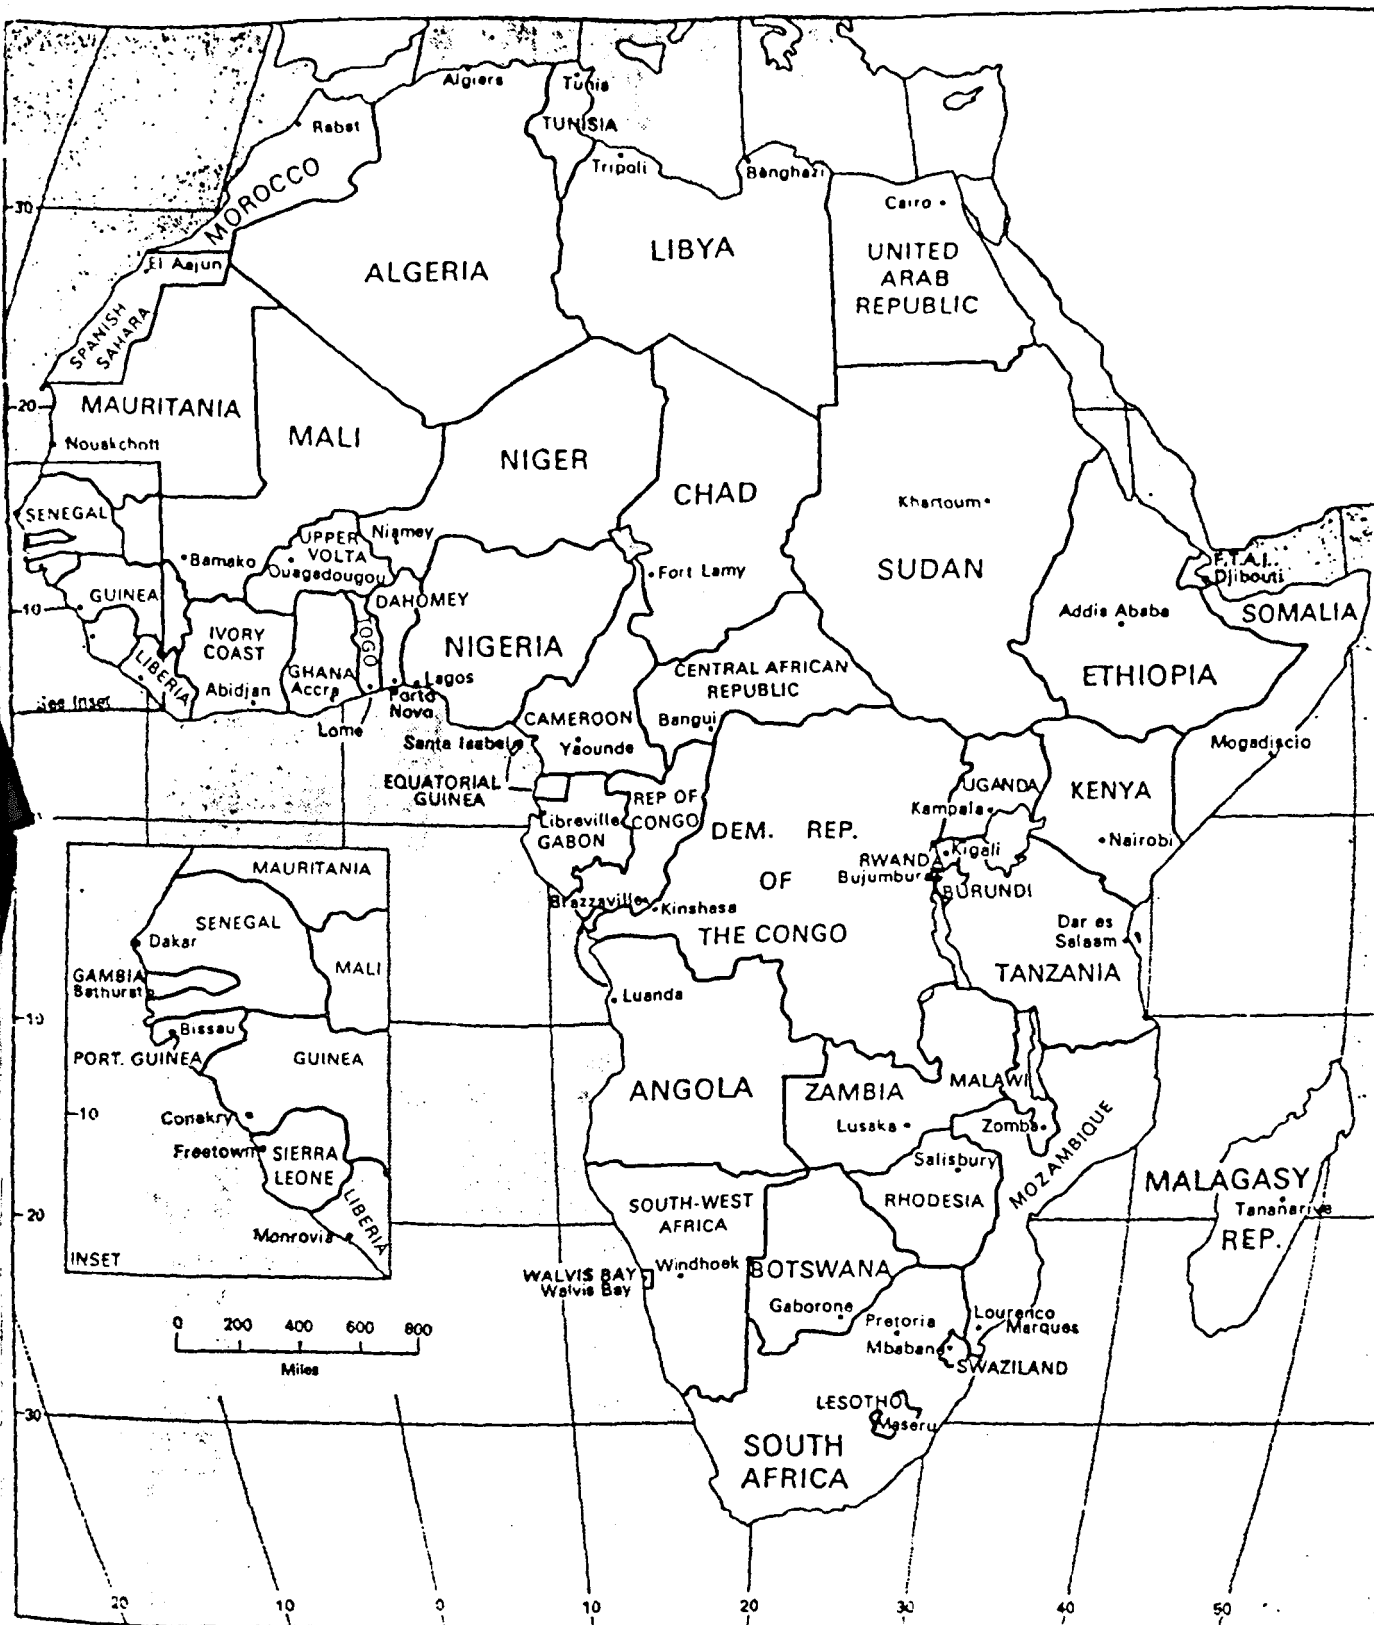 Algiers
Tunis
TUNISIA
Rabat
MOROCCO
Tripoli
Banghazi
Cairo
30
El Aajun
ALGERIA
LIBYA
UNITED
ARAB
REPUBLIC
SPANISH
SAHARA
20
MAURITANIA
MALI
NIGER
CHAD
Nouakchott
Khartoum
SENEGAL
UPPER
VOLTA
Niamey
Bamako
Ouagadougou
Fort Lamy
SUDAN
F.T.A.I.
Djibouti
GUINEA
10
DAHOMEY
Addis Ababa
SOMALIA
IVORY
COAST
TOGO
NIGERIA
LIBERIA
GHANA
Accra
Abidjan
Lagos
Porto
Novo
CENTRAL AFRICAN
REPUBLIC
ETHIOPIA
See Inset
Lome
CAMEROON
Bangui
Santa Isabel
Yaounde
Mogadiscio
EQUATORIAL
GUINEA
REP OF
CONGO
UGANDA
KENYA
Kampala
Libreville
GABON
DEM. REP.
OF
THE CONGO
Nairobi
Kigali
RWANDA
Bujumbura
BURUNDI
Brazzaville
Kinshasa
Dar es
Salaam
TANZANIA
Luanda
10
MAURITANIA
SENEGAL
Dakar
MALI
GAMBIA
Bathurst
Bissau
PORT. GUINEA
GUINEA
10
Conakry
Freetown
SIERRA
LEONE
LIBERIA
Monrovia
INSET
ANGOLA
ZAMBIA
MALAWI
Lusaka
Zomba
MOZAMBIQUE
Salisbury
MALAGASY
REP.
Tananarive
20
SOUTH-WEST
AFRICA
RHODESIA
WALVIS BAY
Walvis Bay
Windhoek
BOTSWANA
Gaborone
Pretoria
Lourenco
Marques
Mbabane
SWAZILAND
0 200 400 600 800
Miles
LESOTHO
Maseru
30
SOUTH
AFRICA
20 10 0 10 20 30 40 50